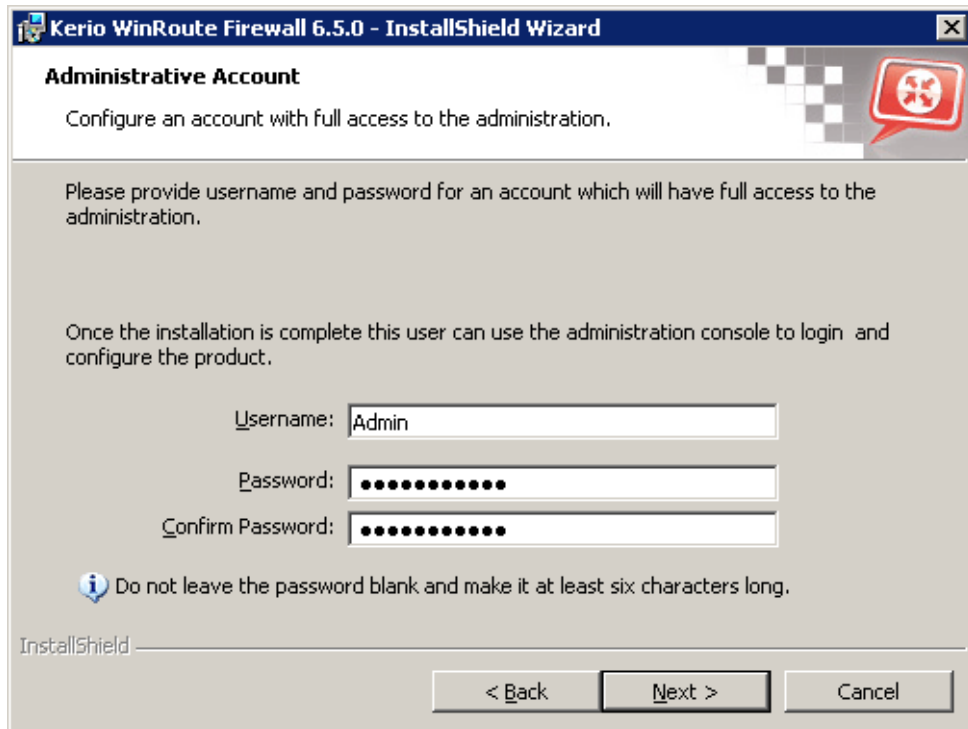 Kerio WinRoute Firewall 6.5.0 - InstallShield Wizard
Administrative Account
Configure an account with full access to the administration.
Please provide username and password for an account which will have full access to the
administration.
Once the installation is complete this user can use the administration console to login  and
configure the product.
Username: Admin
Password: ●●●●●●●●●●●
Confirm Password: ●●●●●●●●●●●
Do not leave the password blank and make it at least six characters long.
InstallShield
< Back Next > Cancel